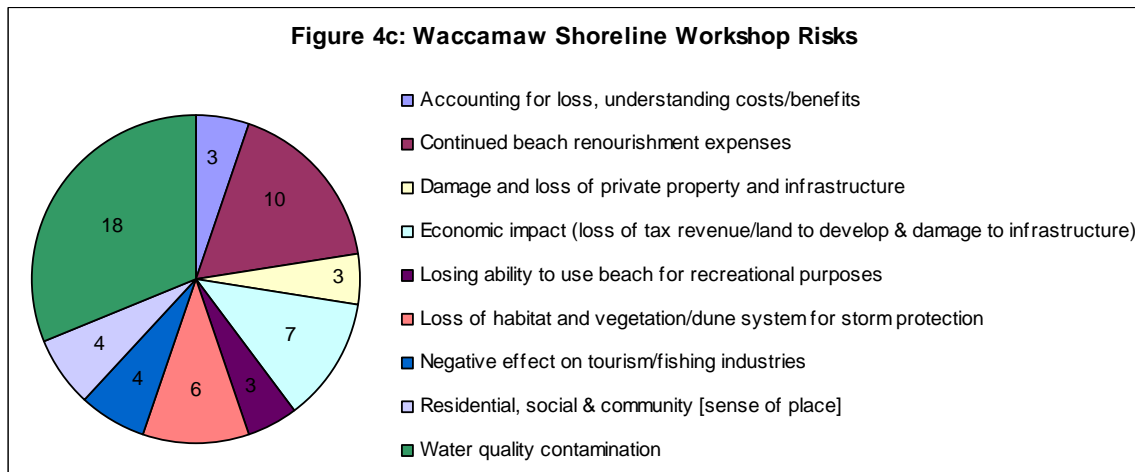 Figure 4c: Waccamaw Shoreline Workshop Risks
3
10
3
7
3
6
4
4
18
Accounting for loss, understanding costs/benefits
Continued beach renourishment expenses
Damage and loss of private property and infrastructure
Economic impact (loss of tax revenue/land to develop & damage to infrastructure)
Losing ability to use beach for recreational purposes
Loss of habitat and vegetation/dune system for storm protection
Negative effect on tourism/fishing industries
Residential, social & community [sense of place]
Water quality contamination